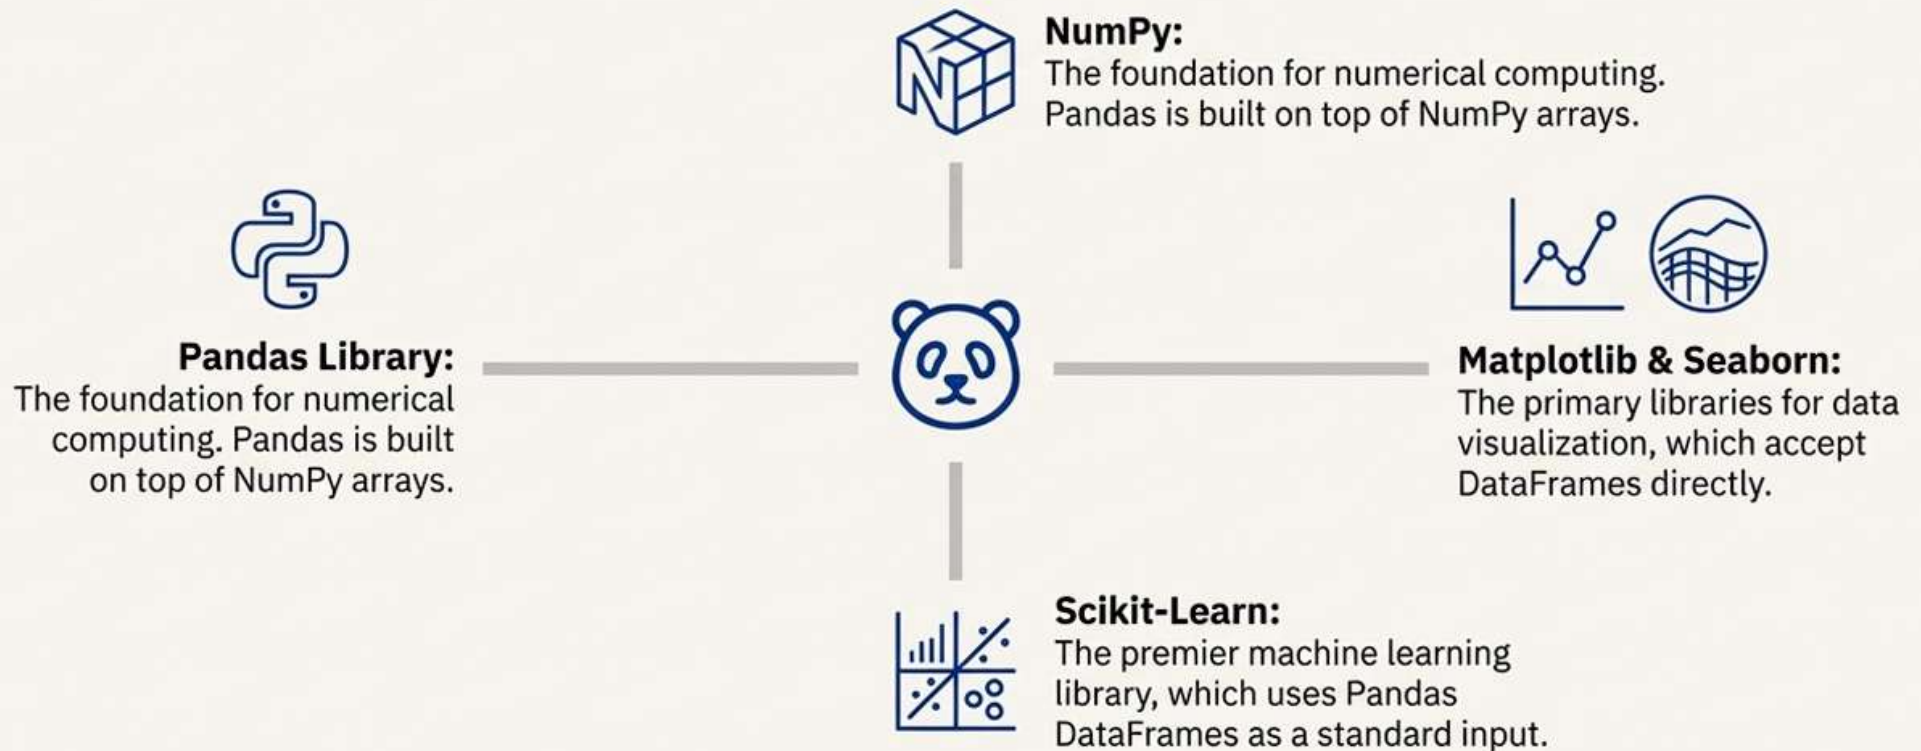 NumPy:
The foundation for numerical computing.
Pandas is built on top of NumPy arrays.
Pandas Library:
The foundation for numerical
computing. Pandas is built
on top of NumPy arrays.
Matplotlib & Seaborn:
The primary libraries for data
visualization, which accept
DataFrames directly.
Scikit-Learn:
The premier machine learning
library, which uses Pandas
DataFrames as a standard input.